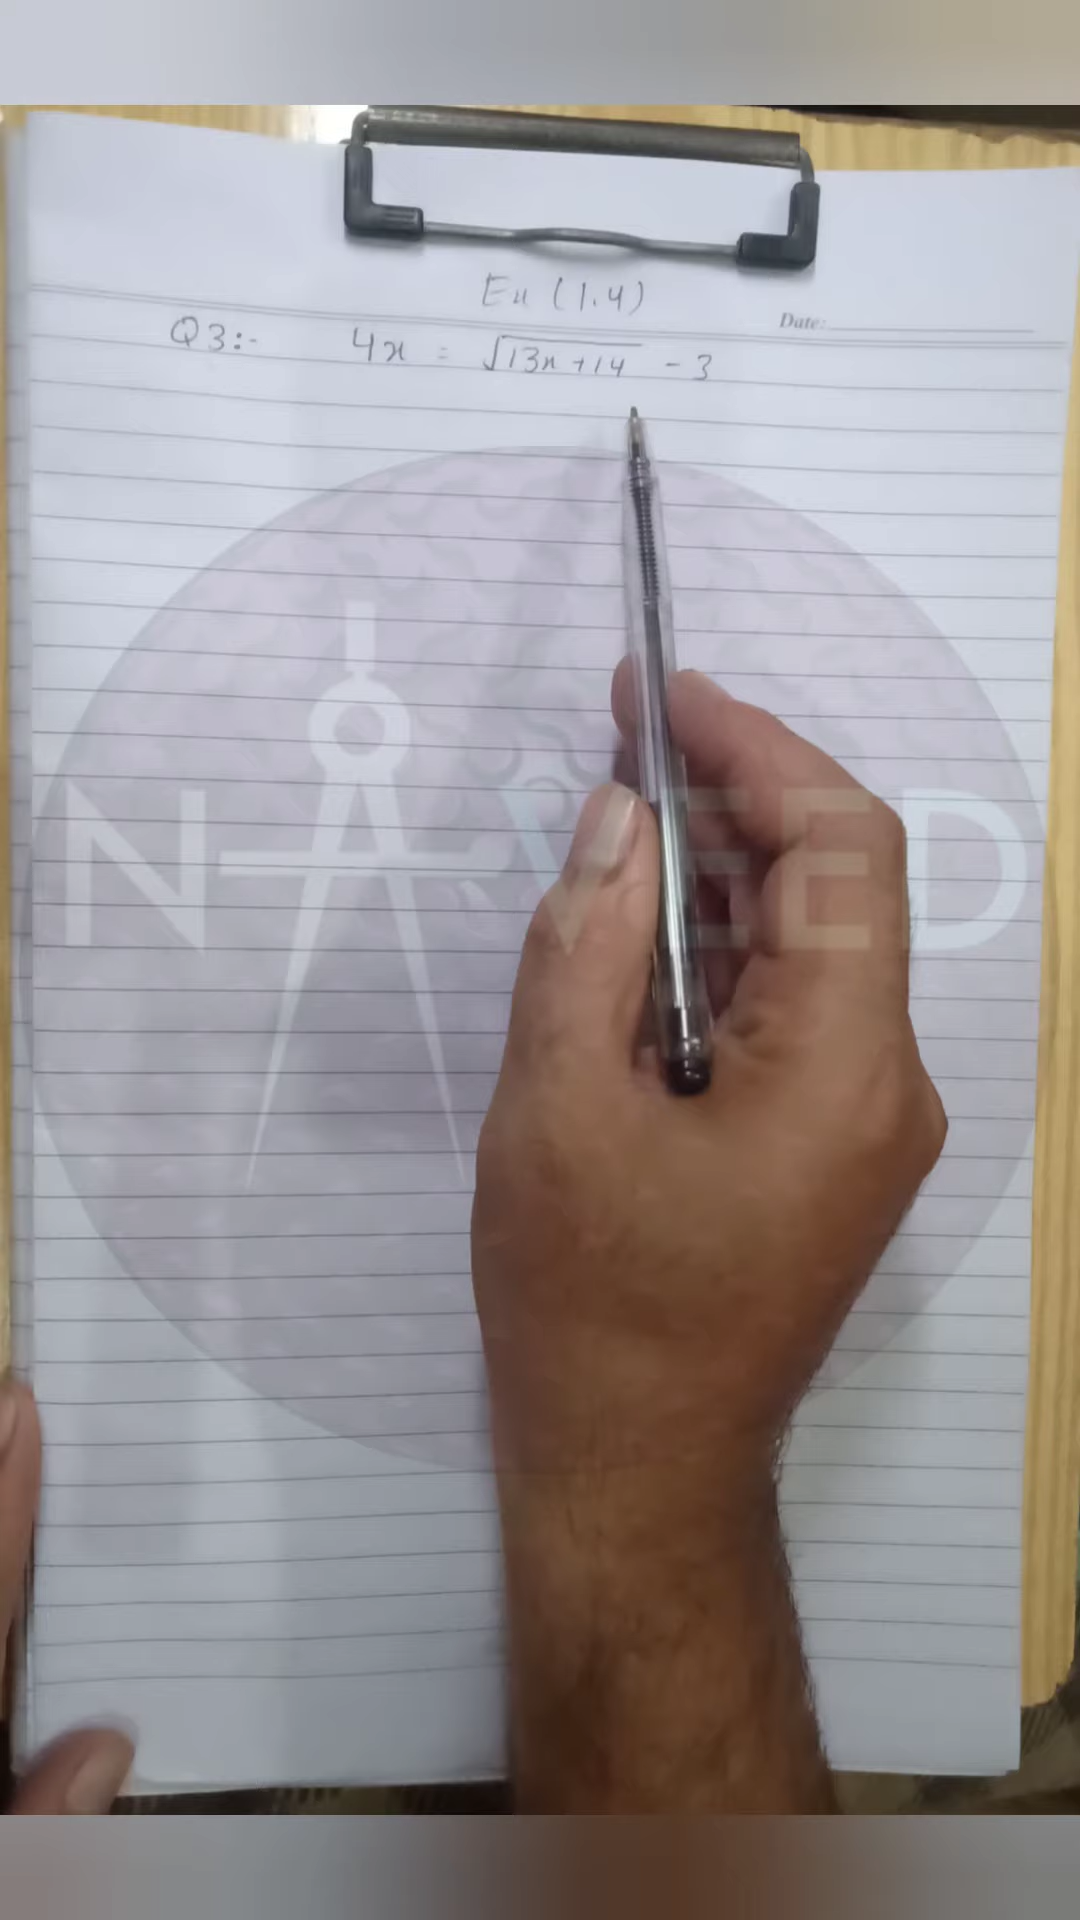 Ex (1.4)
Date:
Q3:- 4x = √13x+14 - 3
NAVEED